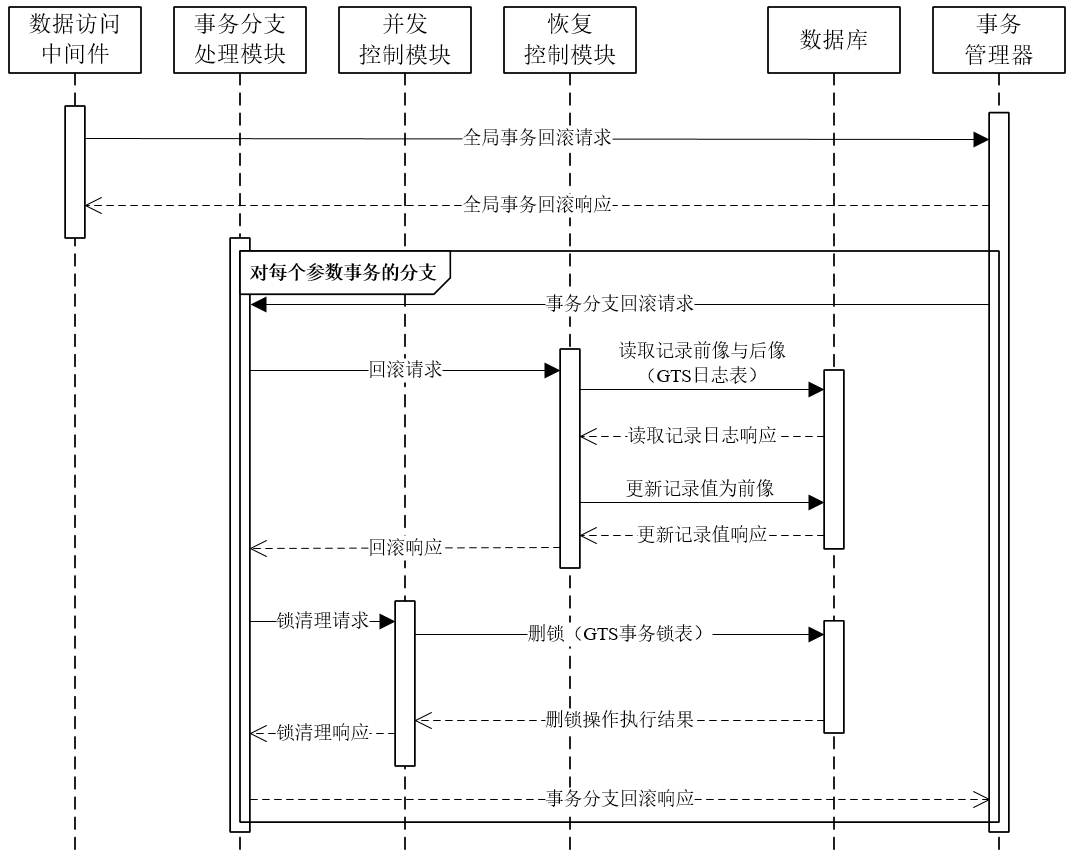 数据访问
中间件
事务分支
处理模块
并发
控制模块
恢复
控制模块
数据库
事务
管理器
全局事务回滚请求
全局事务回滚响应
对每个参数事务的分支
事务分支回滚请求
读取记录前像与后像
（GTS日志表）
回滚请求
读取记录日志响应
更新记录值为前像
更新记录值响应
回滚响应
锁清理请求
删锁（GTS事务锁表）
删锁操作执行结果
锁清理响应
事务分支回滚响应